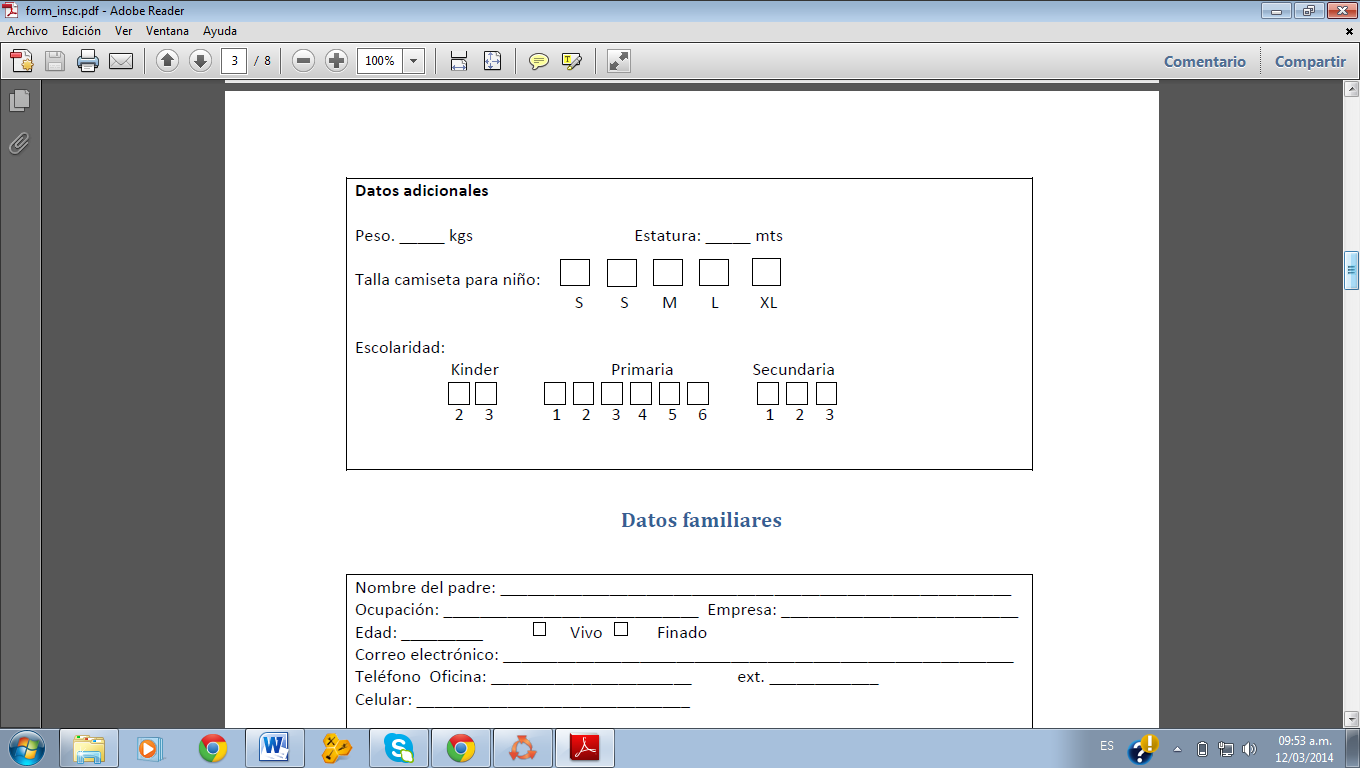 form_insc.pdf - Adobe Reader
Archivo Edición Ver Ventana Ayuda
3 / 8 100% Comentario Compartir
Datos adicionales
Peso. _____ kgs Estatura: _____ mts
Talla camiseta para niño:
S S M L XL
Escolaridad:
Kinder Primaria Secundaria
2 3 1 2 3 4 5 6 1 2 3
Datos familiares
Nombre del padre: ________________________________________________________
Ocupación: ____________________________ Empresa: __________________________
Edad: _________ Vivo Finado
Correo electrónico: ________________________________________________________
Teléfono Oficina: ______________________ ext. ____________
Celular: ______________________________
ES 09:53 a.m.
12/03/2014